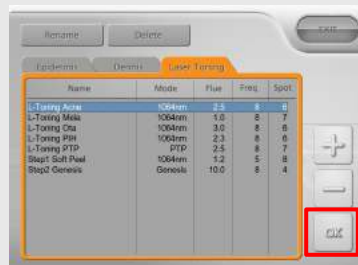 Rename Delete EXIT
Epidermis Dermis Laser Toning
Name Mode Flue Freq Spot
L-Toning Acne 1064nm 2.5 8 6
L-Toning Mela 1064nm 1.0 8 7
L-Toning Ota 1064nm 3.0 8 6
L-Toning PIH 1064nm 2.3 8 6
L-Toning PTP PTP 2.5 8 7
Step1 Soft Peel 1064nm 1.2 5 8
Step2 Genesis Genesis 10.0 8 4
OK